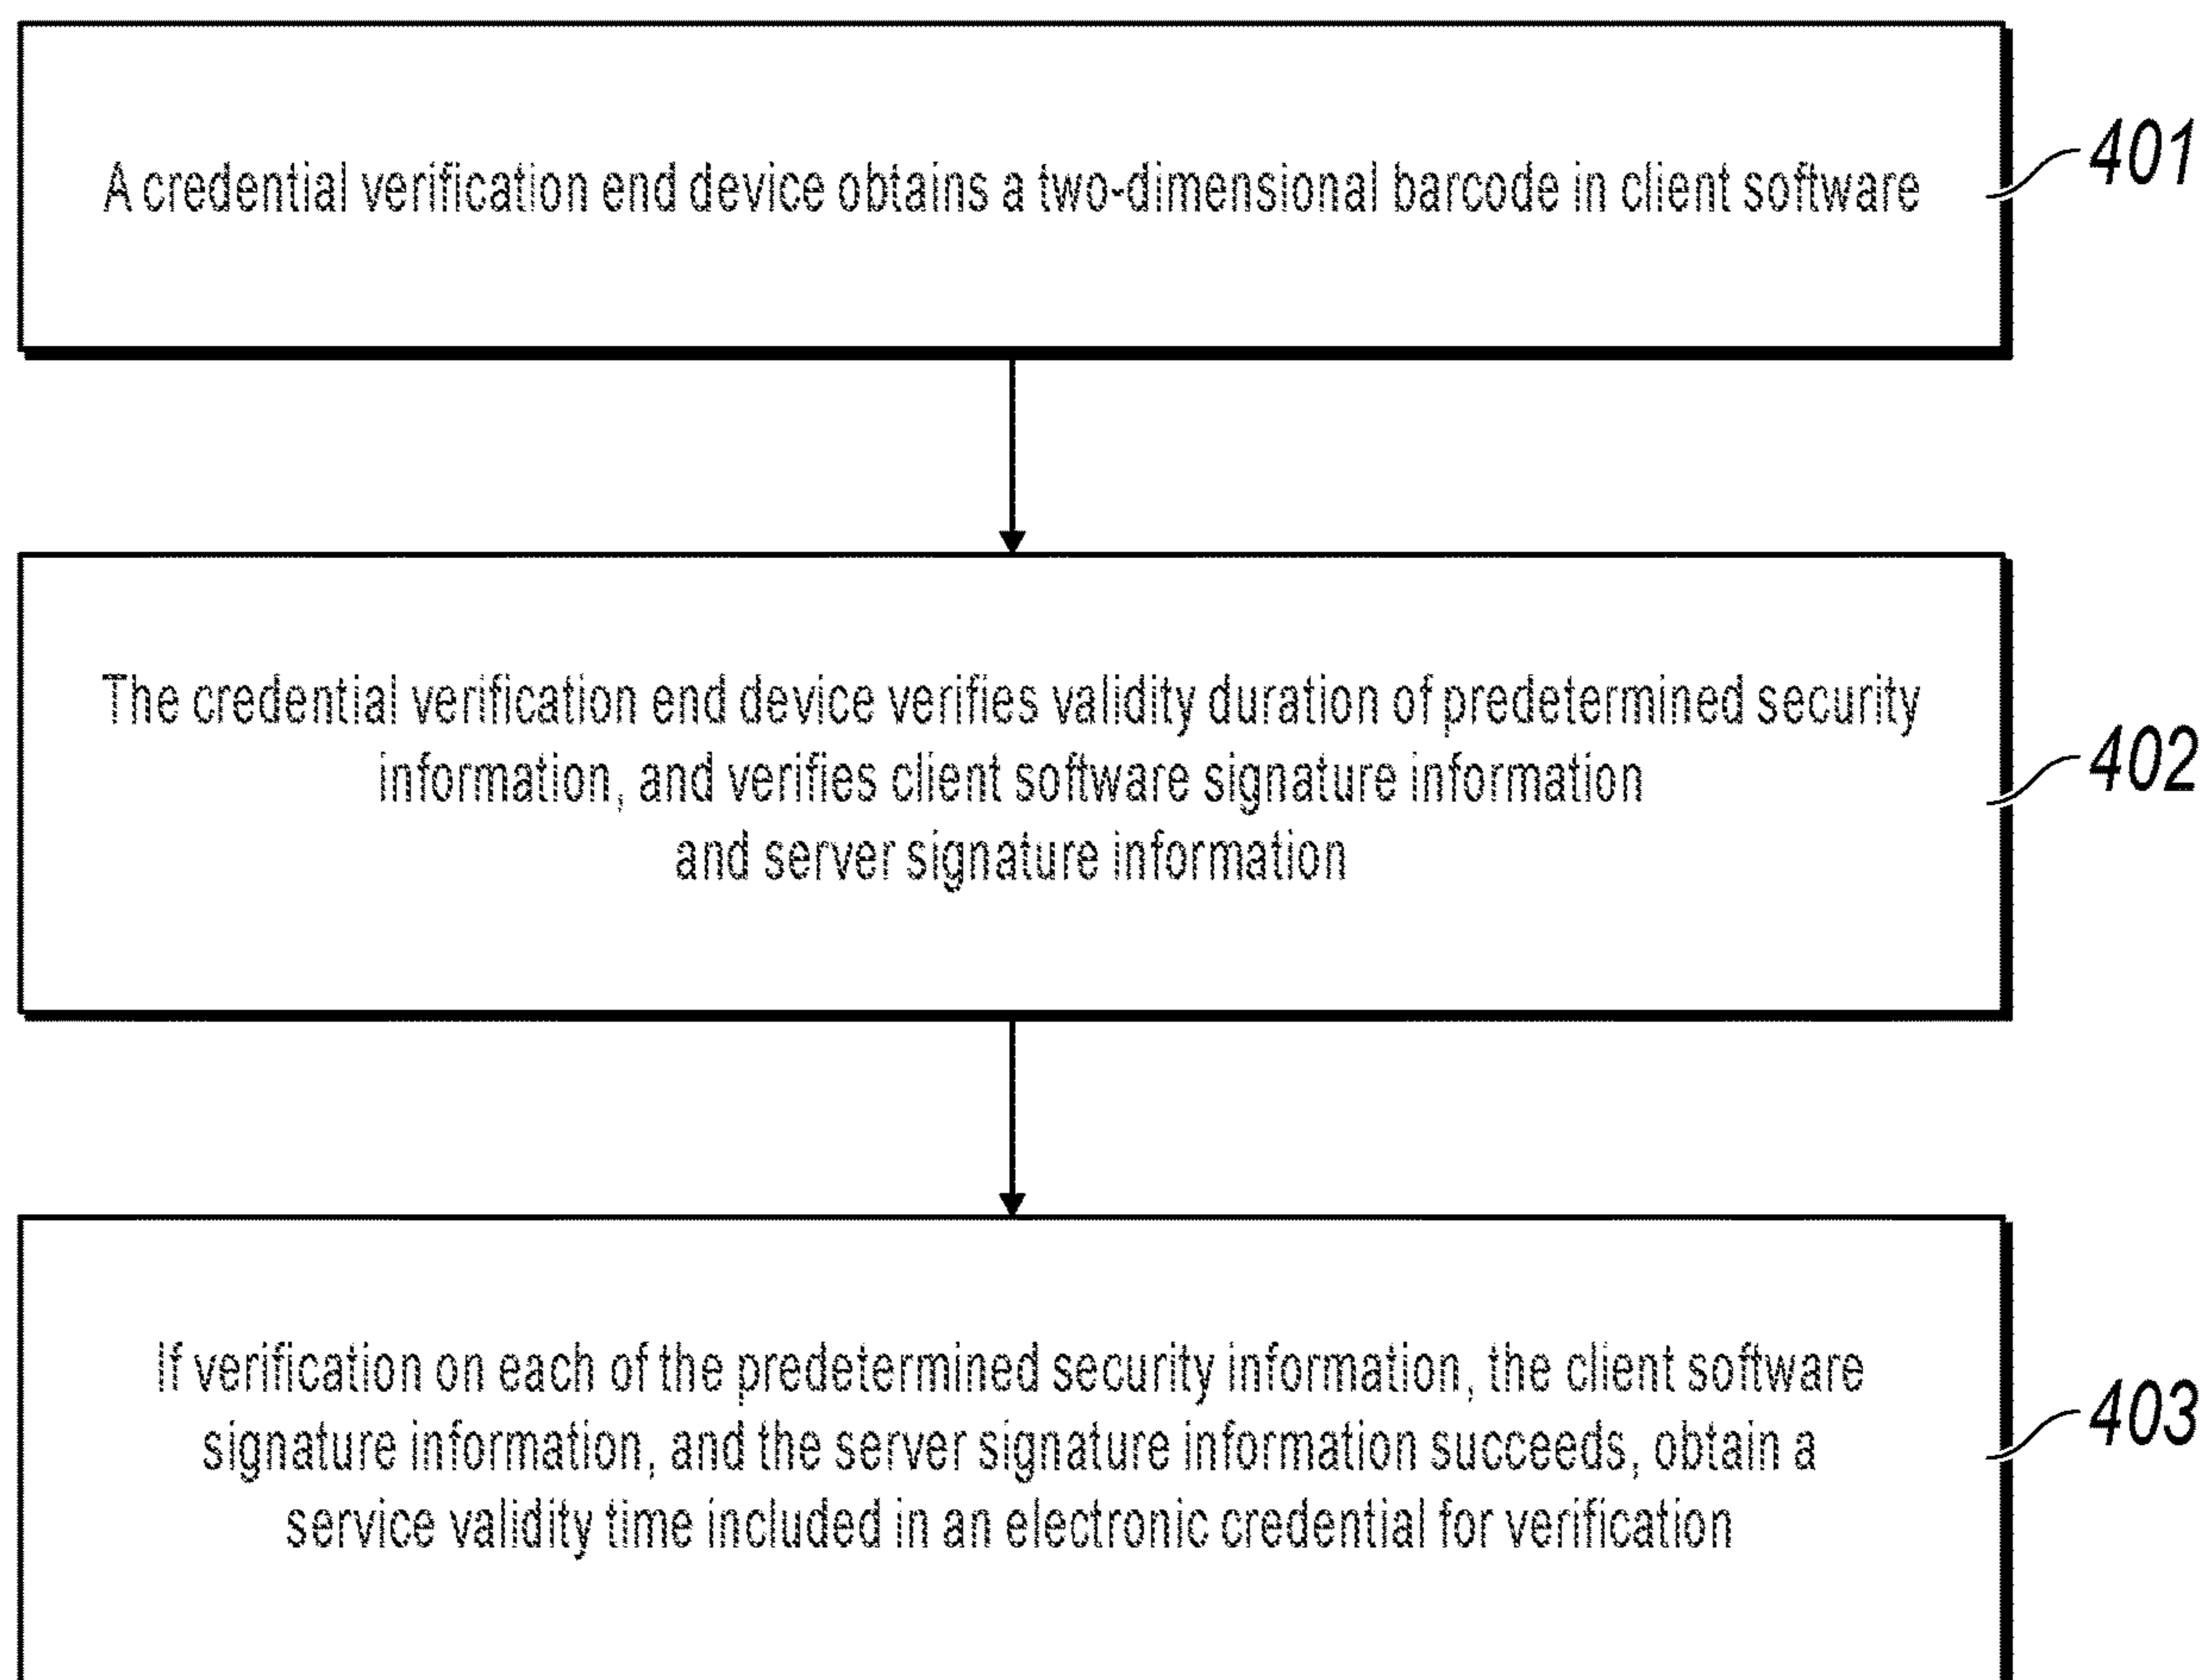 A credential verification end device obtains a two-dimensional barcode in client software
401
The credential verification end device verifies validity duration of predetermined security
information, and verifies client software signature information
and server signature information
402
If verification on each of the predetermined security information, the client software
signature information, and the server signature information succeeds, obtain a
service validity time included in an electronic credential for verification
403